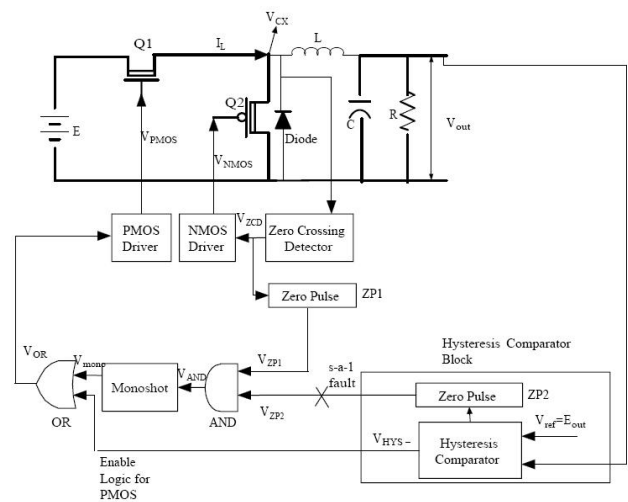 V_CX
Q1
I_L
L
Q2
E
V_PMOS
V_NMOS
Diode
C
R
V_out
PMOS Driver
NMOS Driver
V_ZCD
Zero Crossing Detector
Zero Pulse
ZP1
Hysteresis Comparator Block
V_OR
V_mono
Monoshot
V_AND
V_ZP1
s-a-1 fault
V_ZP2
Zero Pulse
ZP2
OR
AND
V_HYS –
Hysteresis Comparator
V_ref=E_out
Enable Logic for PMOS